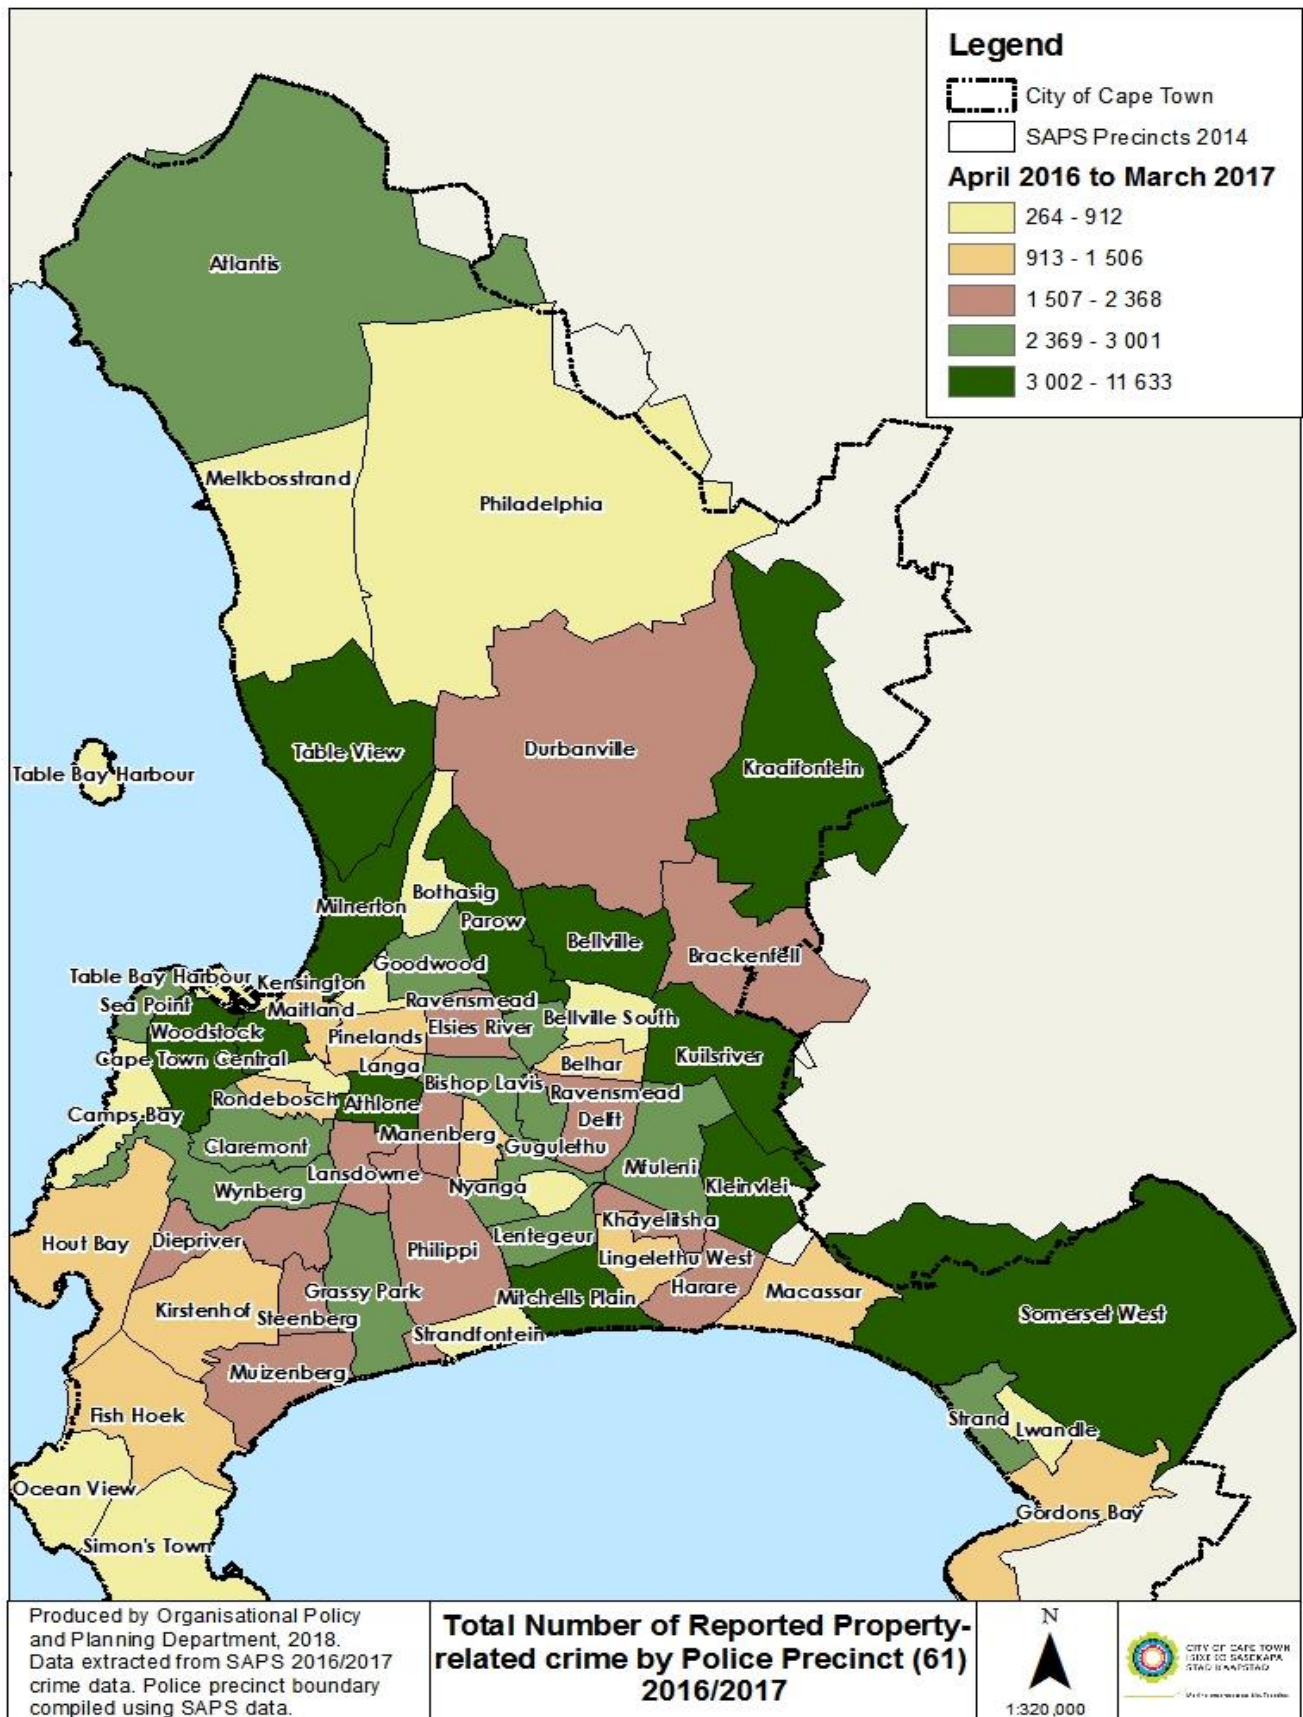 Legend
City of Cape Town
SAPS Precincts 2014
April 2016 to March 2017
264 - 912
913 - 1 506
1 507 - 2 368
2 369 - 3 001
3 002 - 11 633
Atlantis
Melkbosstrand
Philadelphia
Table View
Durbanville
Kraaifontein
Table Bay Harbour
Bothasig
Milnerton
Parow
Bellville
Brackenfell
Goodwood
Table Bay Harbour
Kensington
Sea Point
Maitland
Ravensmead
Woodstock
Pinelands
Elsies River
Bellville South
Cape Town Central
Langa
Belhar
Kuilsriver
Camps Bay
Rondebosch
Athlone
Bishop Lavis
Ravensmead
Delft
Claremont
Manenberg
Gugulethu
Mfuleni
Lansdowne
Wynberg
Nyanga
Kleinvlei
Hout Bay
Diepriver
Philippi
Lentegeur
Khayelitsha
Lingelethu West
Kirstenhof
Steenberg
Grassy Park
Mitchells Plain
Harare
Macassar
Somerset West
Strandfontein
Muizenberg
Fish Hoek
Strand
Lwandle
Ocean View
Gordons Bay
Simon's Town
Produced by Organisational Policy
and Planning Department, 2018.
Data extracted from SAPS 2016/2017
crime data. Police precinct boundary
compiled using SAPS data.
Total Number of Reported Property-
related crime by Police Precinct (61)
2016/2017
N
1:320,000
CITY OF CAPE TOWN
ISIXEKO SASEKAPA
STAD KAAPSTAD